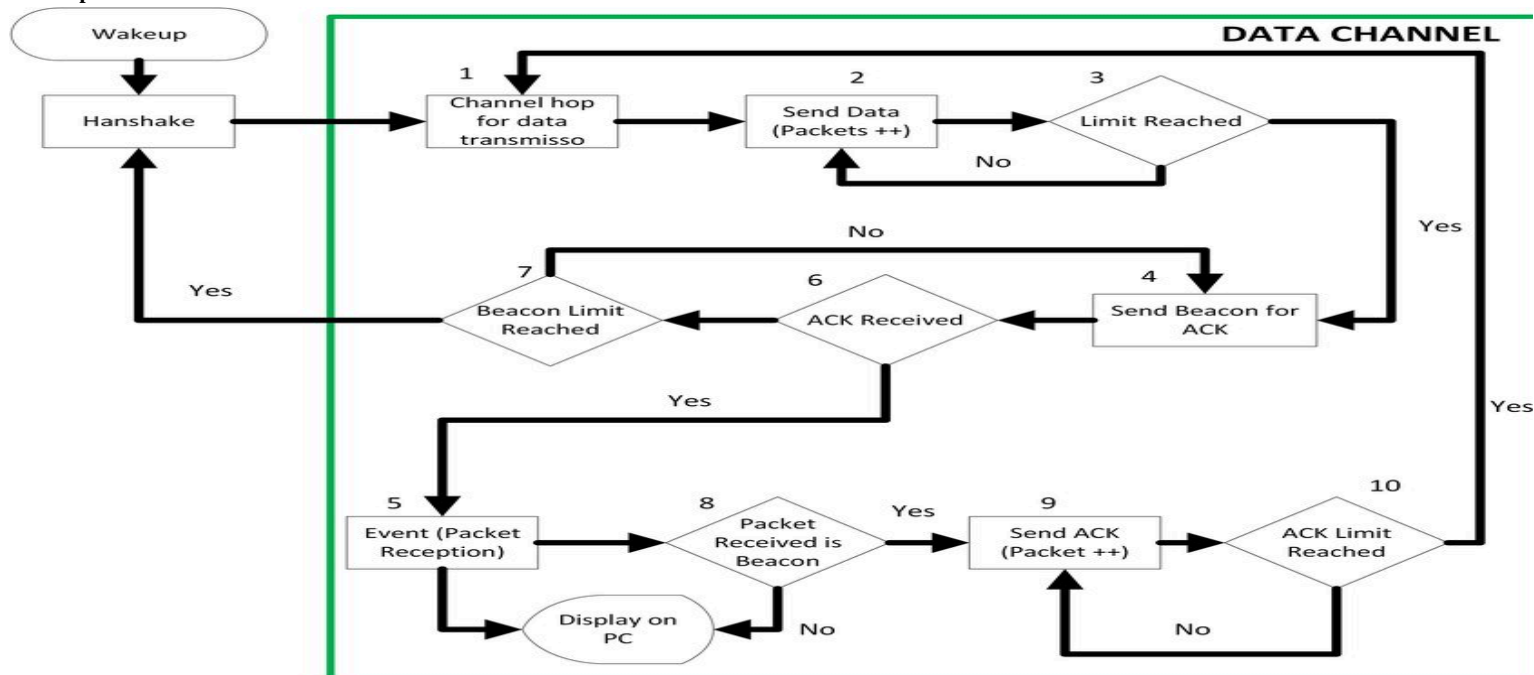 Wakeup
DATA CHANNEL
1
2
3
Hanshake
Channel hop
for data
transmisso
Send Data
(Packets ++)
Limit Reached
No
Yes
No
7
6
4
Yes
Beacon Limit
Reached
ACK Received
Send Beacon for
ACK
Yes
Yes
5
8
9
10
Event (Packet
Reception)
Packet
Received is
Beacon
Yes
Send ACK
(Packet ++)
ACK Limit
Reached
Display on
PC
No
No